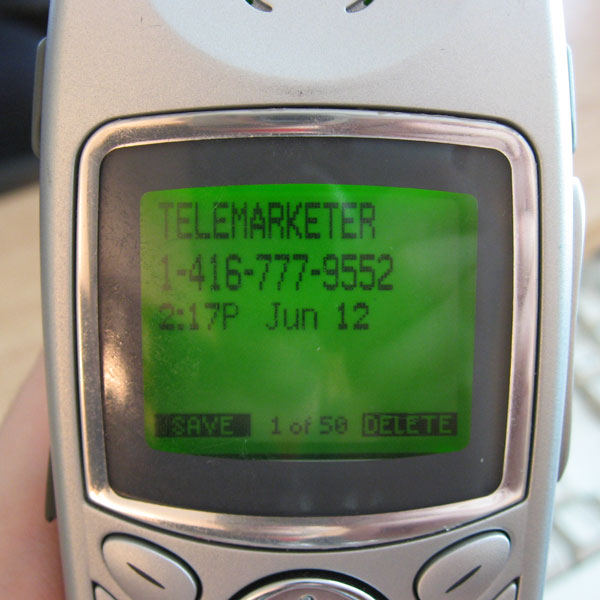 TELEMARKETER
1-416-777-9552
2:17P Jun 12
SAVE 1 of 50 DELETE